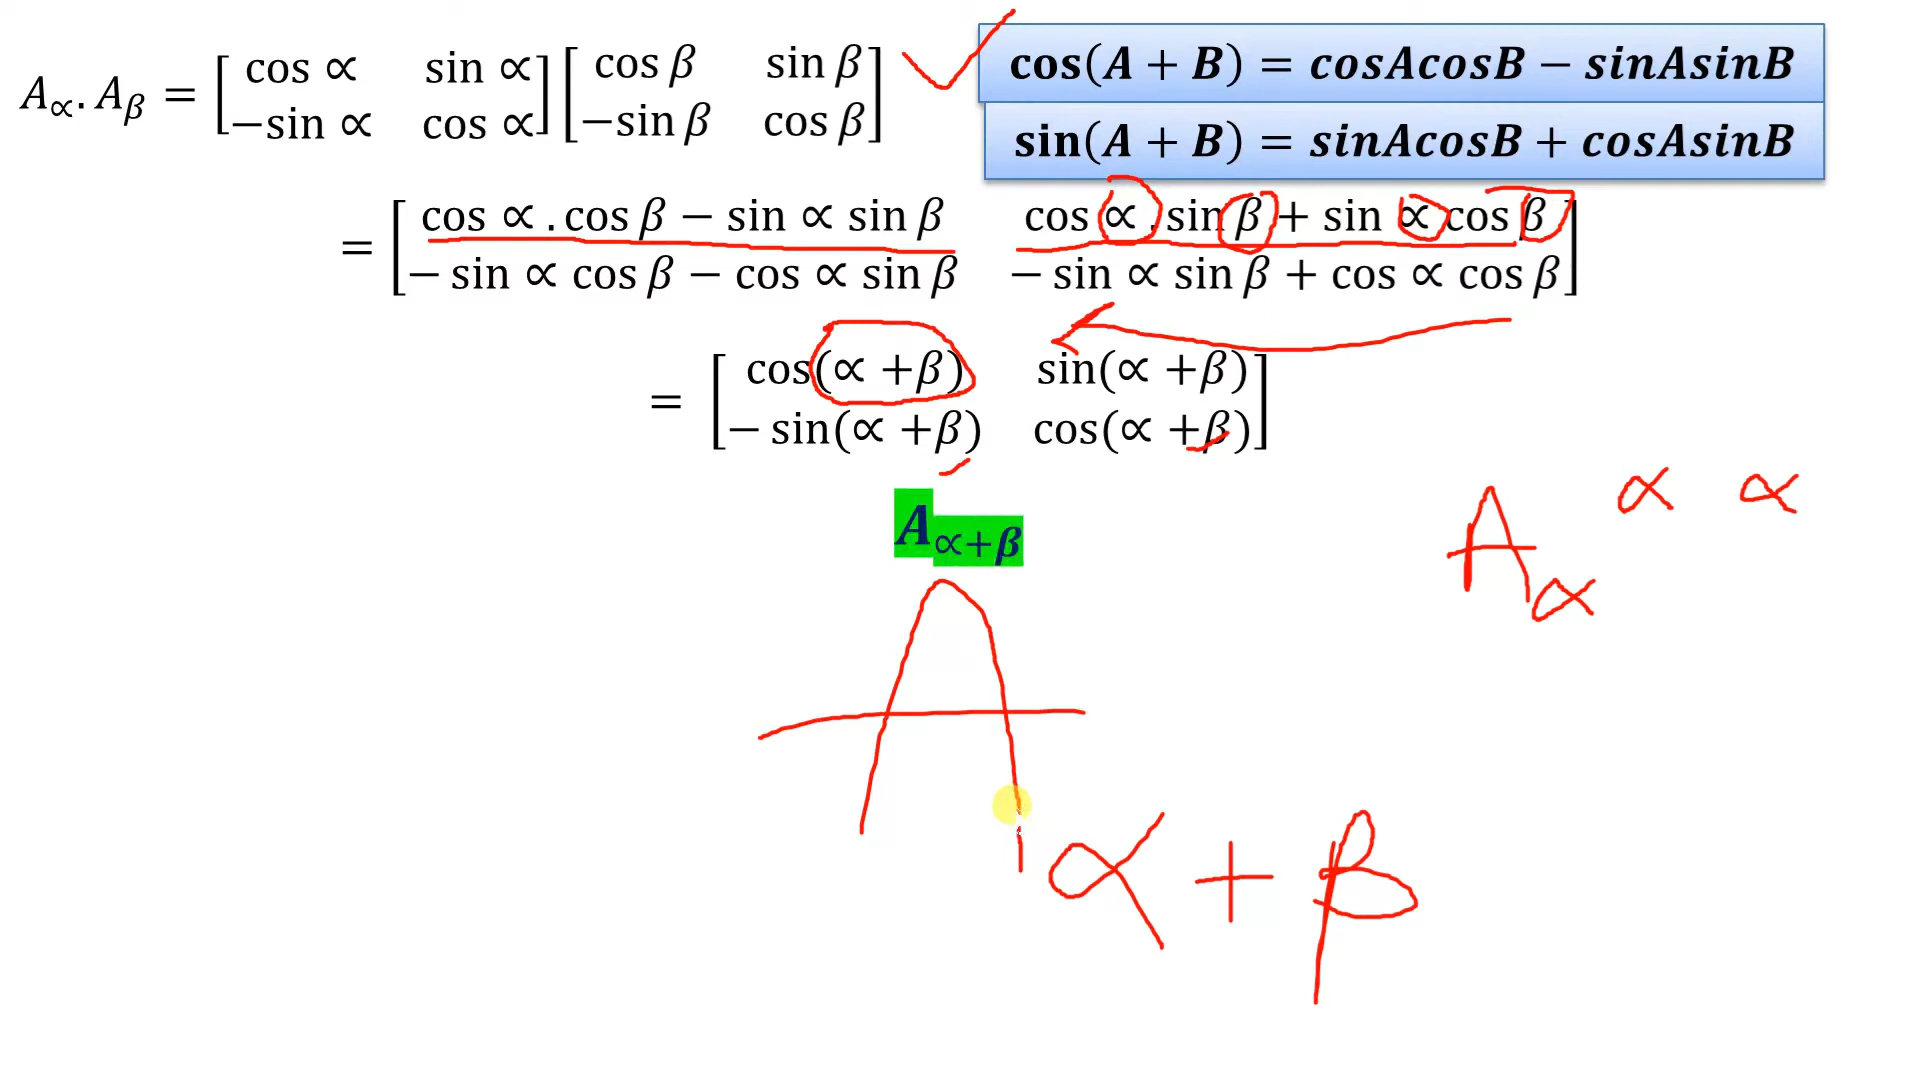 A∝. Aβ = [cos ∝ sin ∝ −sin ∝ cos ∝] [cos β sin β −sin β cos β]
cos(A + B) = cosAcosB − sinAsinB
sin(A + B) = sinAcosB + cosAsinB
= [cos ∝ . cos β − sin ∝ sin β cos ∝ . sin β + sin ∝ cos β
− sin ∝ cos β − cos ∝ sin β − sin ∝ sin β + cos ∝ cos β]
= [cos(∝ +β) sin(∝ +β)
− sin(∝ +β) cos(∝ +β)]
A∝+β
A∝ ∝ ∝
A∝ + β